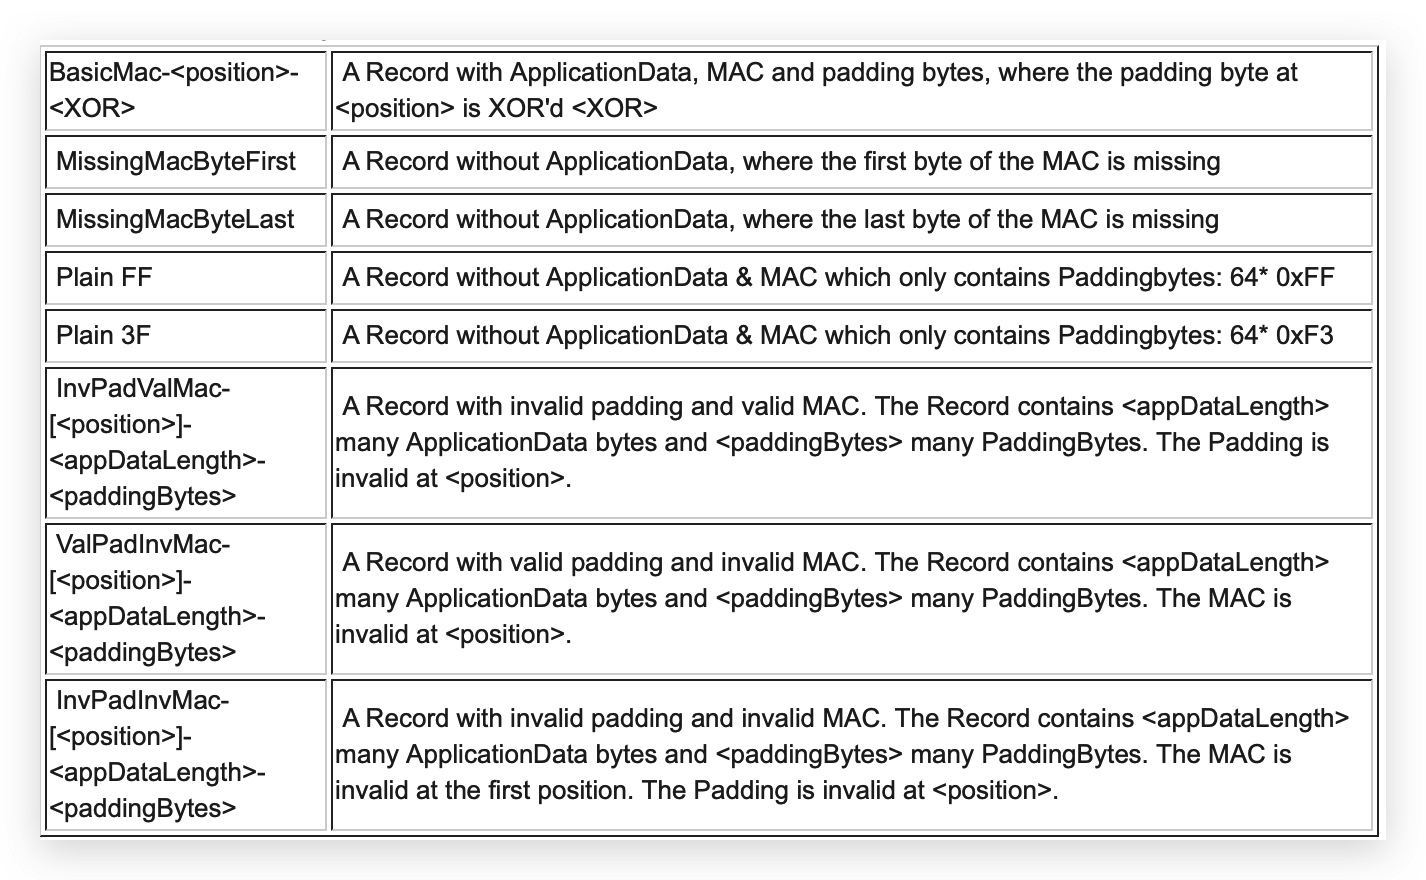 BasicMac-<position>-
<XOR>
A Record with ApplicationData, MAC and padding bytes, where the padding byte at
<position> is XOR'd <XOR>
MissingMacByteFirst
A Record without ApplicationData, where the first byte of the MAC is missing
MissingMacByteLast
A Record without ApplicationData, where the last byte of the MAC is missing
Plain FF
A Record without ApplicationData & MAC which only contains Paddingbytes: 64* 0xFF
Plain 3F
A Record without ApplicationData & MAC which only contains Paddingbytes: 64* 0xF3
InvPadValMac-
[<position>]-
<appDataLength>-
<paddingBytes>
A Record with invalid padding and valid MAC. The Record contains <appDataLength>
many ApplicationData bytes and <paddingBytes> many PaddingBytes. The Padding is
invalid at <position>.
ValPadInvMac-
[<position>]-
<appDataLength>-
<paddingBytes>
A Record with valid padding and invalid MAC. The Record contains <appDataLength>
many ApplicationData bytes and <paddingBytes> many PaddingBytes. The MAC is
invalid at <position>.
InvPadInvMac-
[<position>]-
<appDataLength>-
<paddingBytes>
A Record with invalid padding and invalid MAC. The Record contains <appDataLength>
many ApplicationData bytes and <paddingBytes> many PaddingBytes. The MAC is
invalid at the first position. The Padding is invalid at <position>.